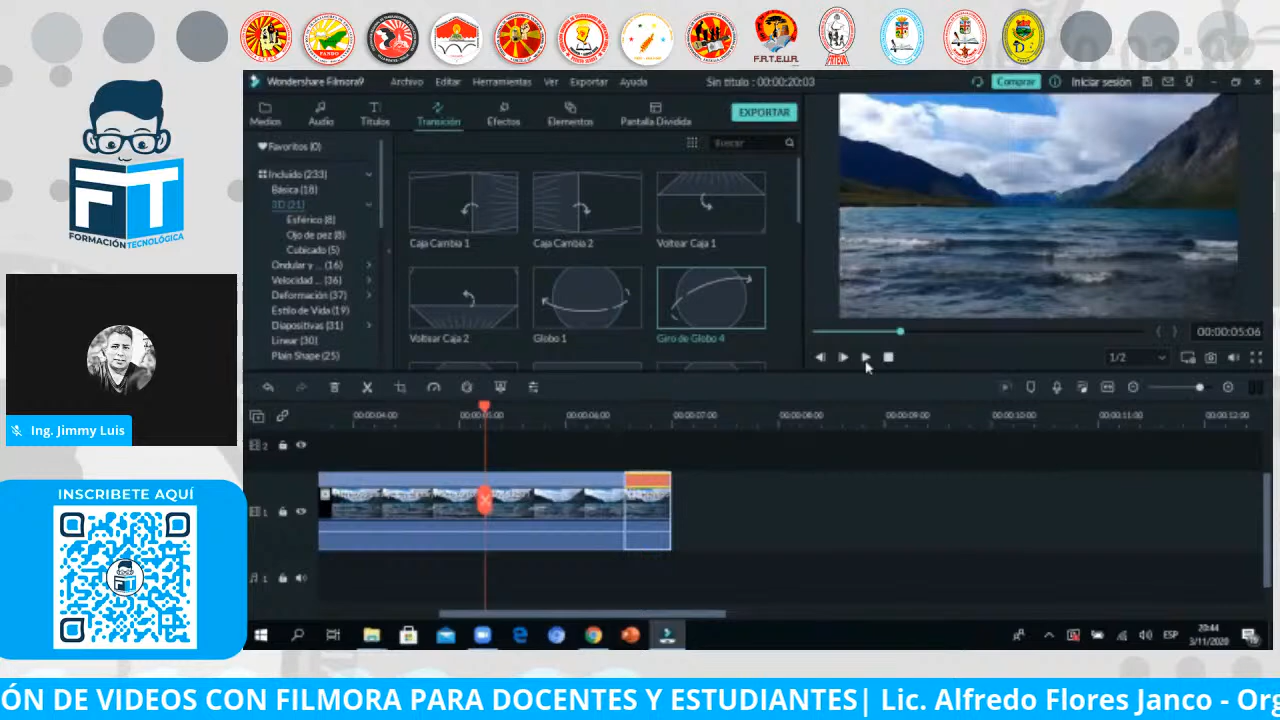 PANDO
F.R.T.E.U.R.
ATEUR
Wondershare Filmora9
Archivo Editar Herramientas Ver Exportar Ayuda
Sin título : 00:00:20:03
Comprar
Iniciar sesión
Medios Audio Títulos Transición Efectos Elementos Pantalla Dividida
EXPORTAR
Favoritos (0)
Buscar
Incluido (233)
Básica (18)
3D (21)
Esférico (8)
Ojo de pez (8)
Cubicado (5)
Ondular y ... (16)
Velocidad ... (36)
Deformación (37)
Estilo de Vida (19)
Diapositivas (31)
Linear (30)
Plain Shape (25)
Caja Cambia 1
Caja Cambia 2
Voltear Caja 1
Voltear Caja 2
Globo 1
Giro de Globo 4
00:00:05:06
1/2
00:00:04:00 00:00:05:00 00:00:06:00 00:00:07:00 00:00:08:00 00:00:09:00 00:00:10:00 00:00:11:00 00:00:12:00
2
1
1
ESP
20:44
3/11/2020
FT
FORMACIÓN
TECNOLÓGICA
Ing. Jimmy Luis
INSCRIBETE AQUÍ
ÓN DE VIDEOS CON FILMORA PARA DOCENTES Y ESTUDIANTES| Lic. Alfredo Flores Janco - Org